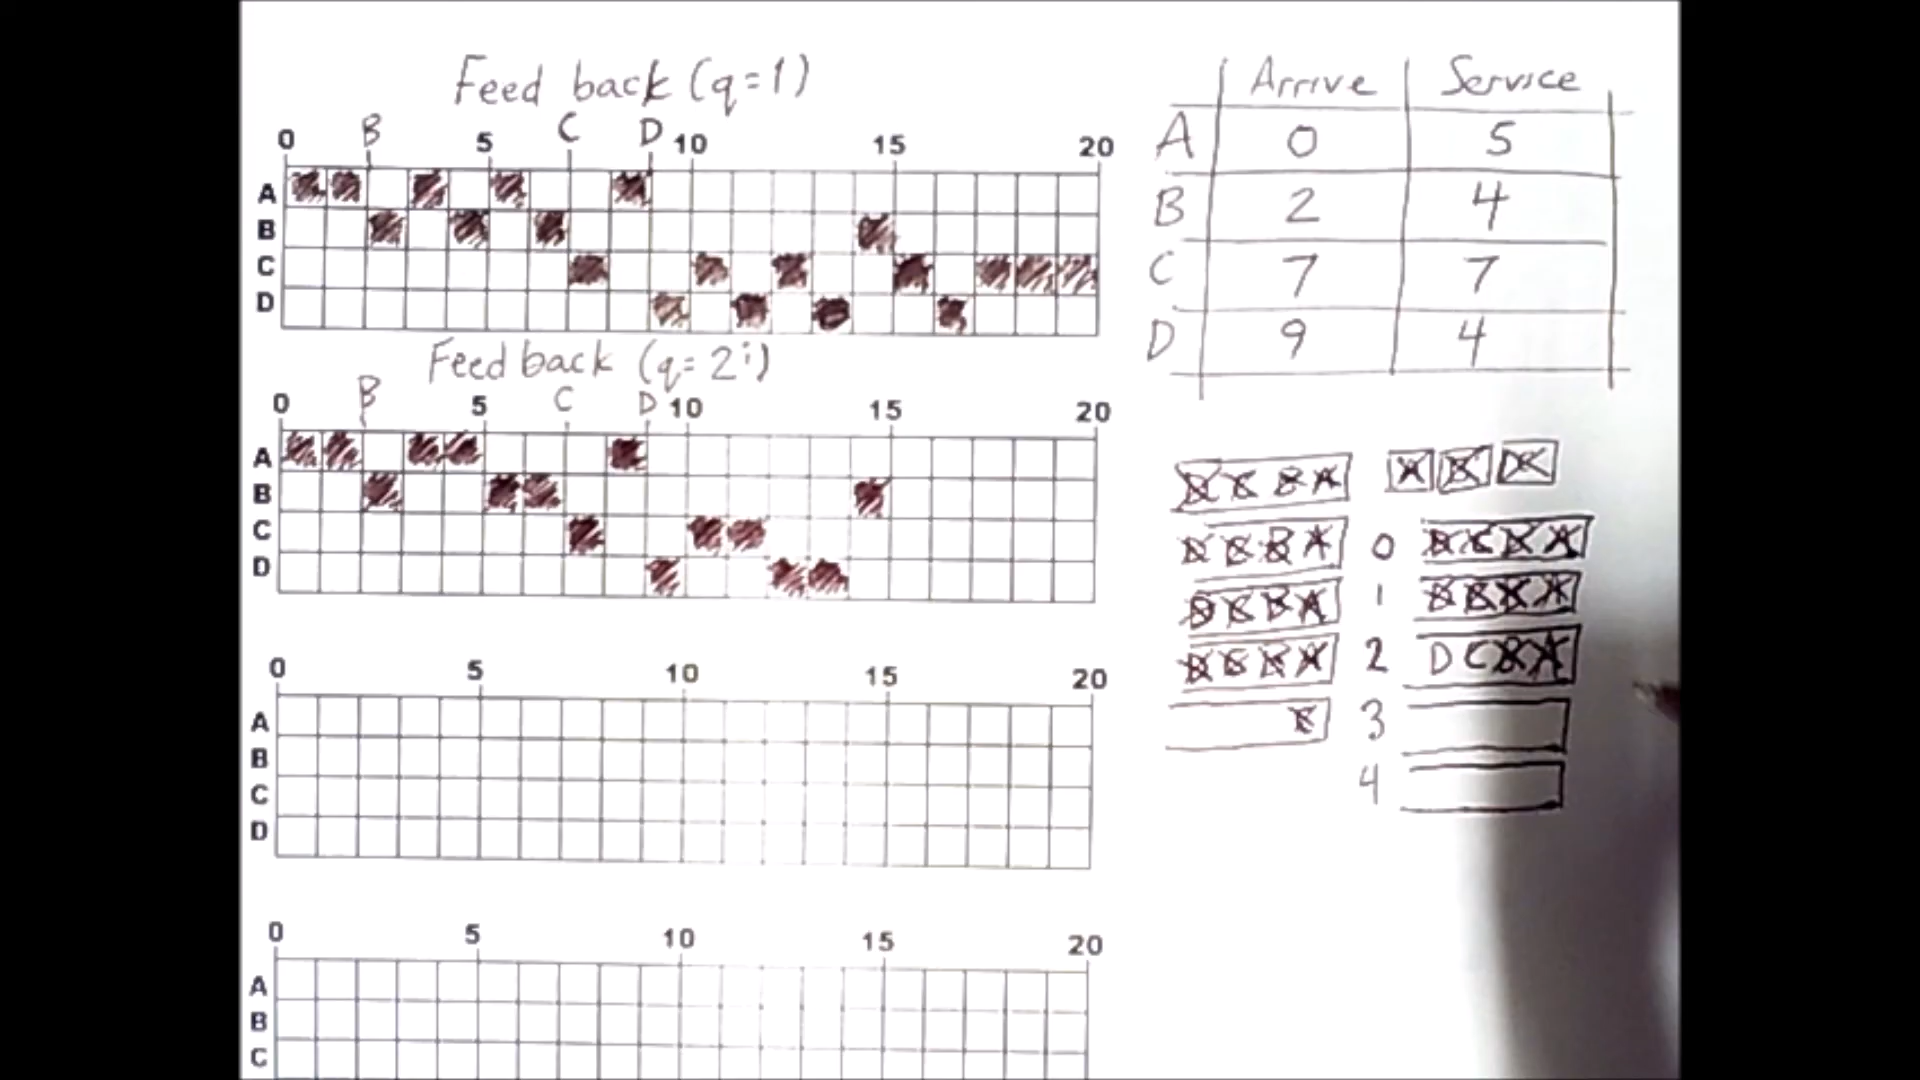 Feed back (q=1)
B C D
0 5 10 15 20
A
B
C
D
Feed back (q=2i)
B C D
0 5 10 15 20
A
B
C
D
0 5 10 15 20
A
B
C
D
0 5 10 15 20
A
B
C
Arrive Service
A 0 5
B 2 4
C 7 7
D 9 4
D C B A A B
D C B A 0 D C B A
D C B A 1 D C B A
D C B A 2 D C B A
C 3
4